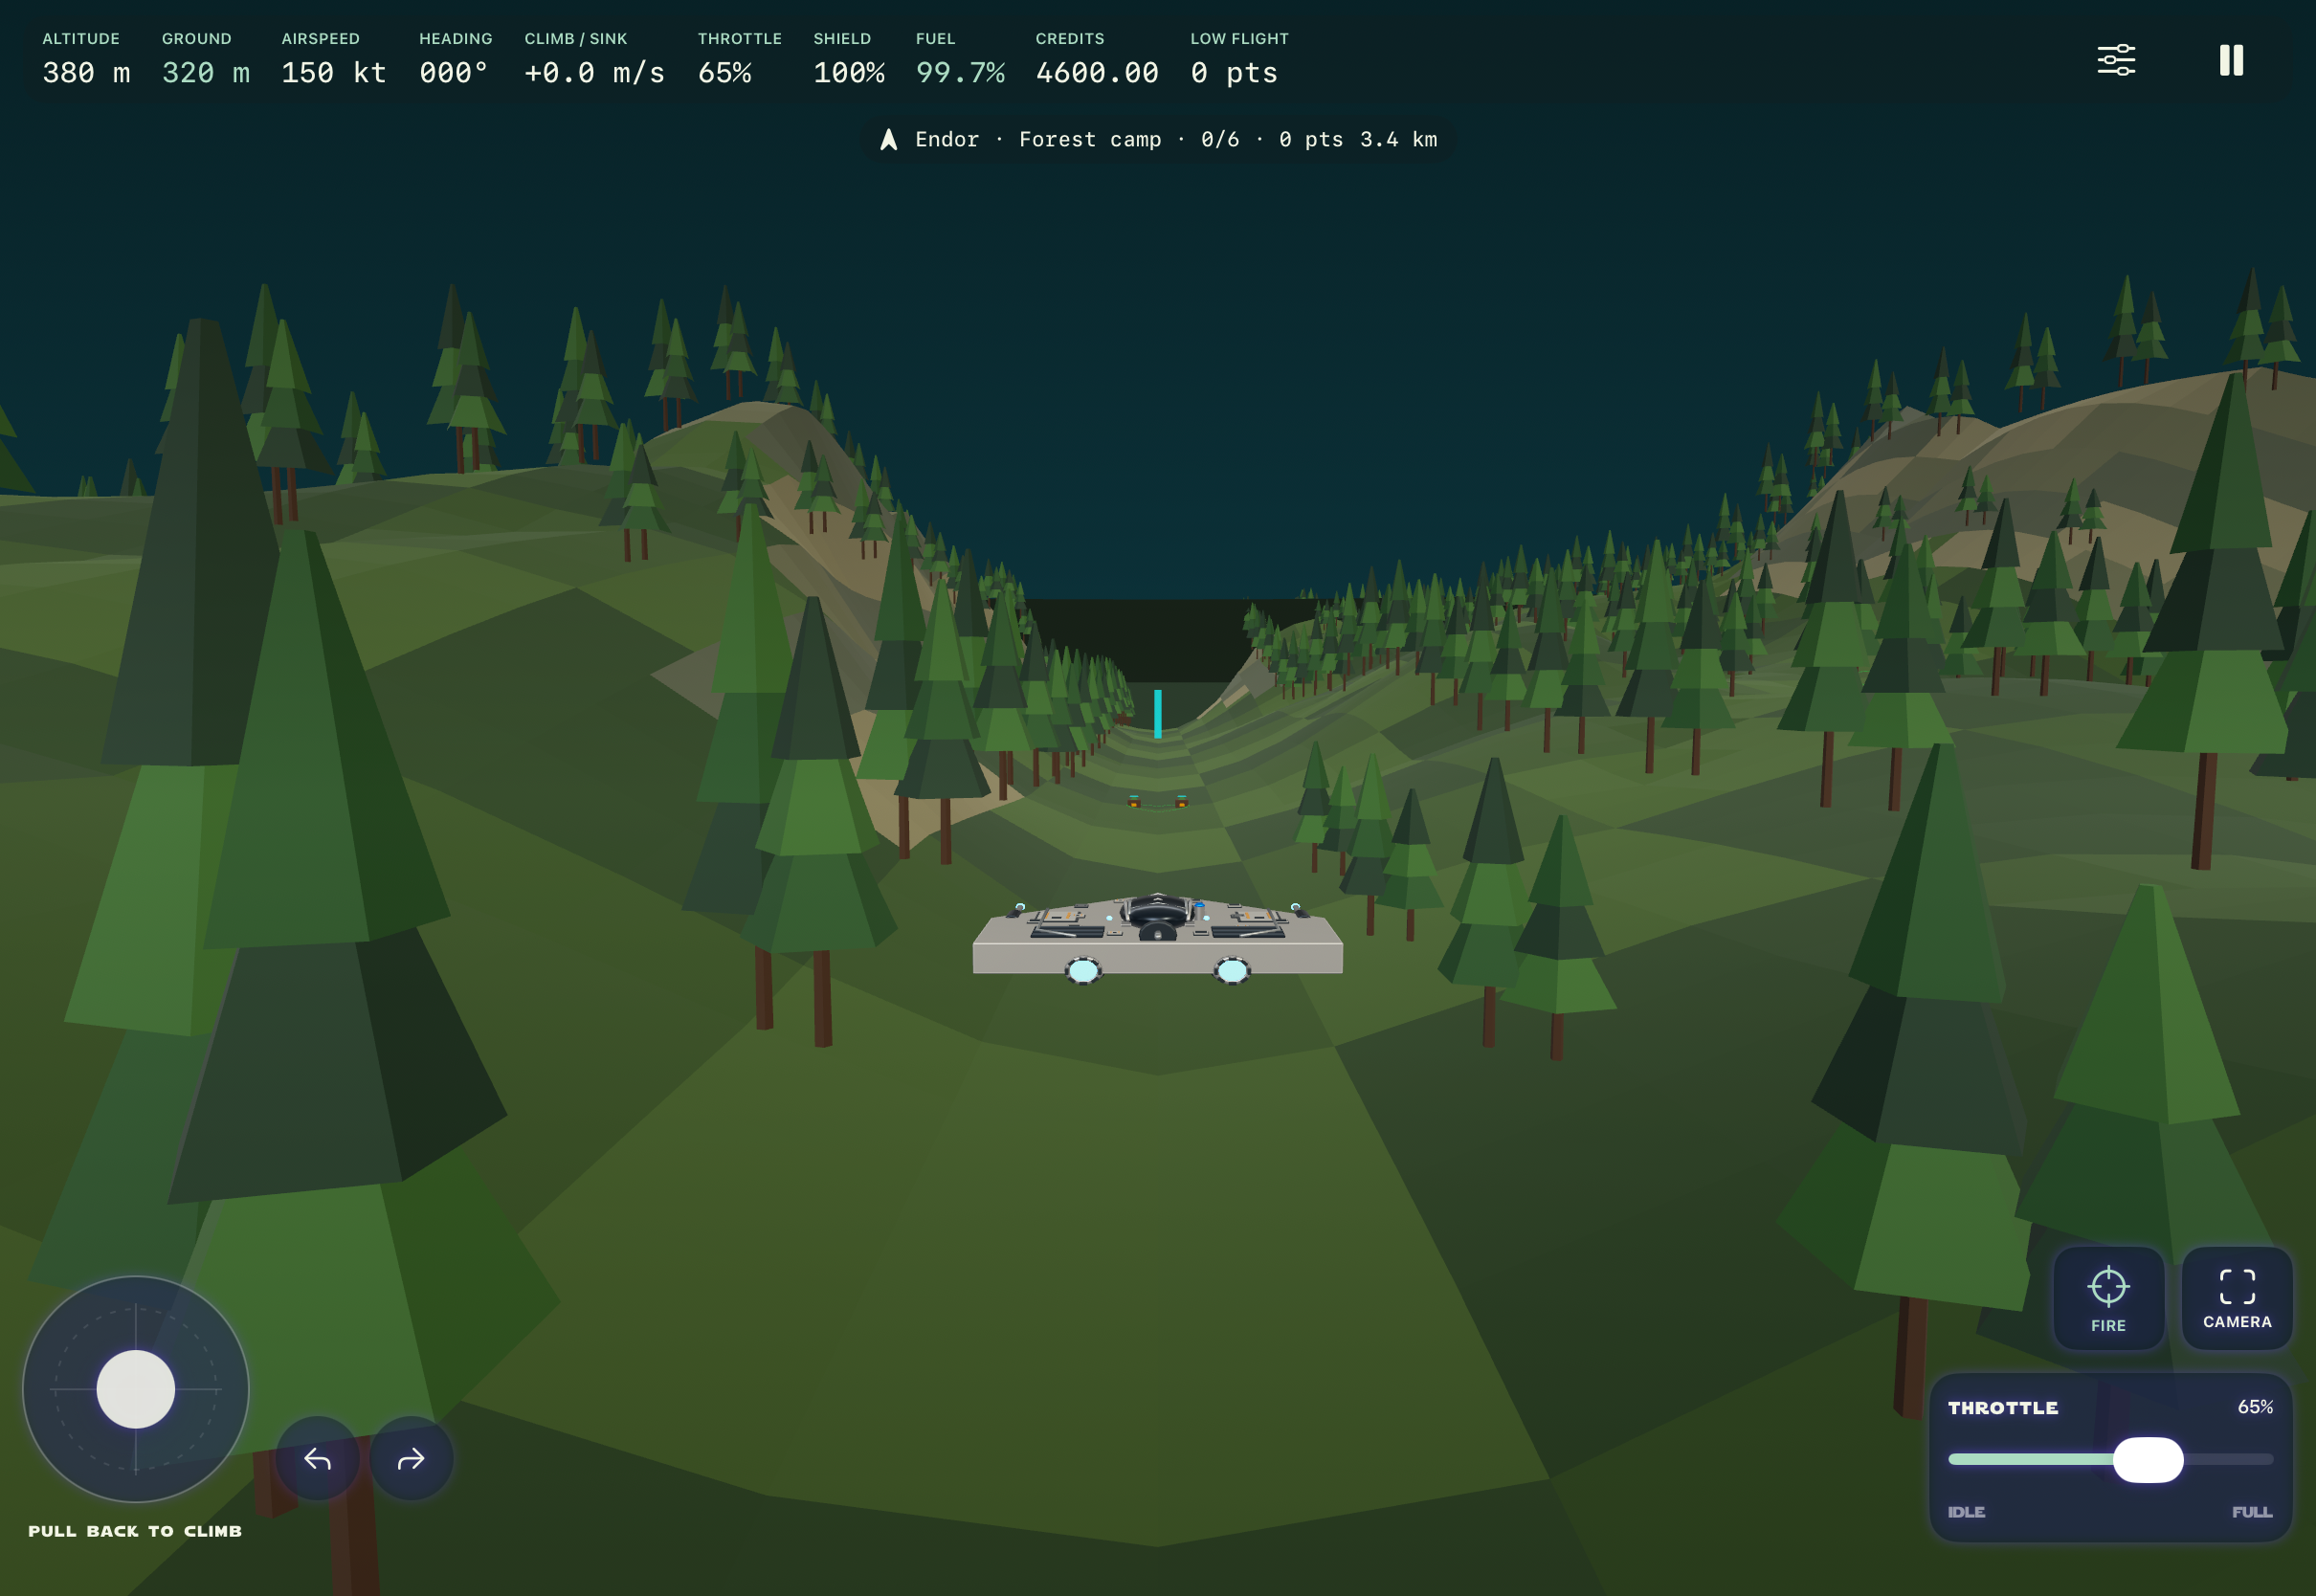 ALTITUDE GROUND AIRSPEED HEADING CLIMB / SINK THROTTLE SHIELD FUEL CREDITS LOW FLIGHT
380 m 320 m 150 kt 000° +0.0 m/s 65% 100% 99.7% 4600.00 0 pts
Endor · Forest camp · 0/6 · 0 pts 3.4 km
FIRE CAMERA
THROTTLE 65%
IDLE FULL
PULL BACK TO CLIMB